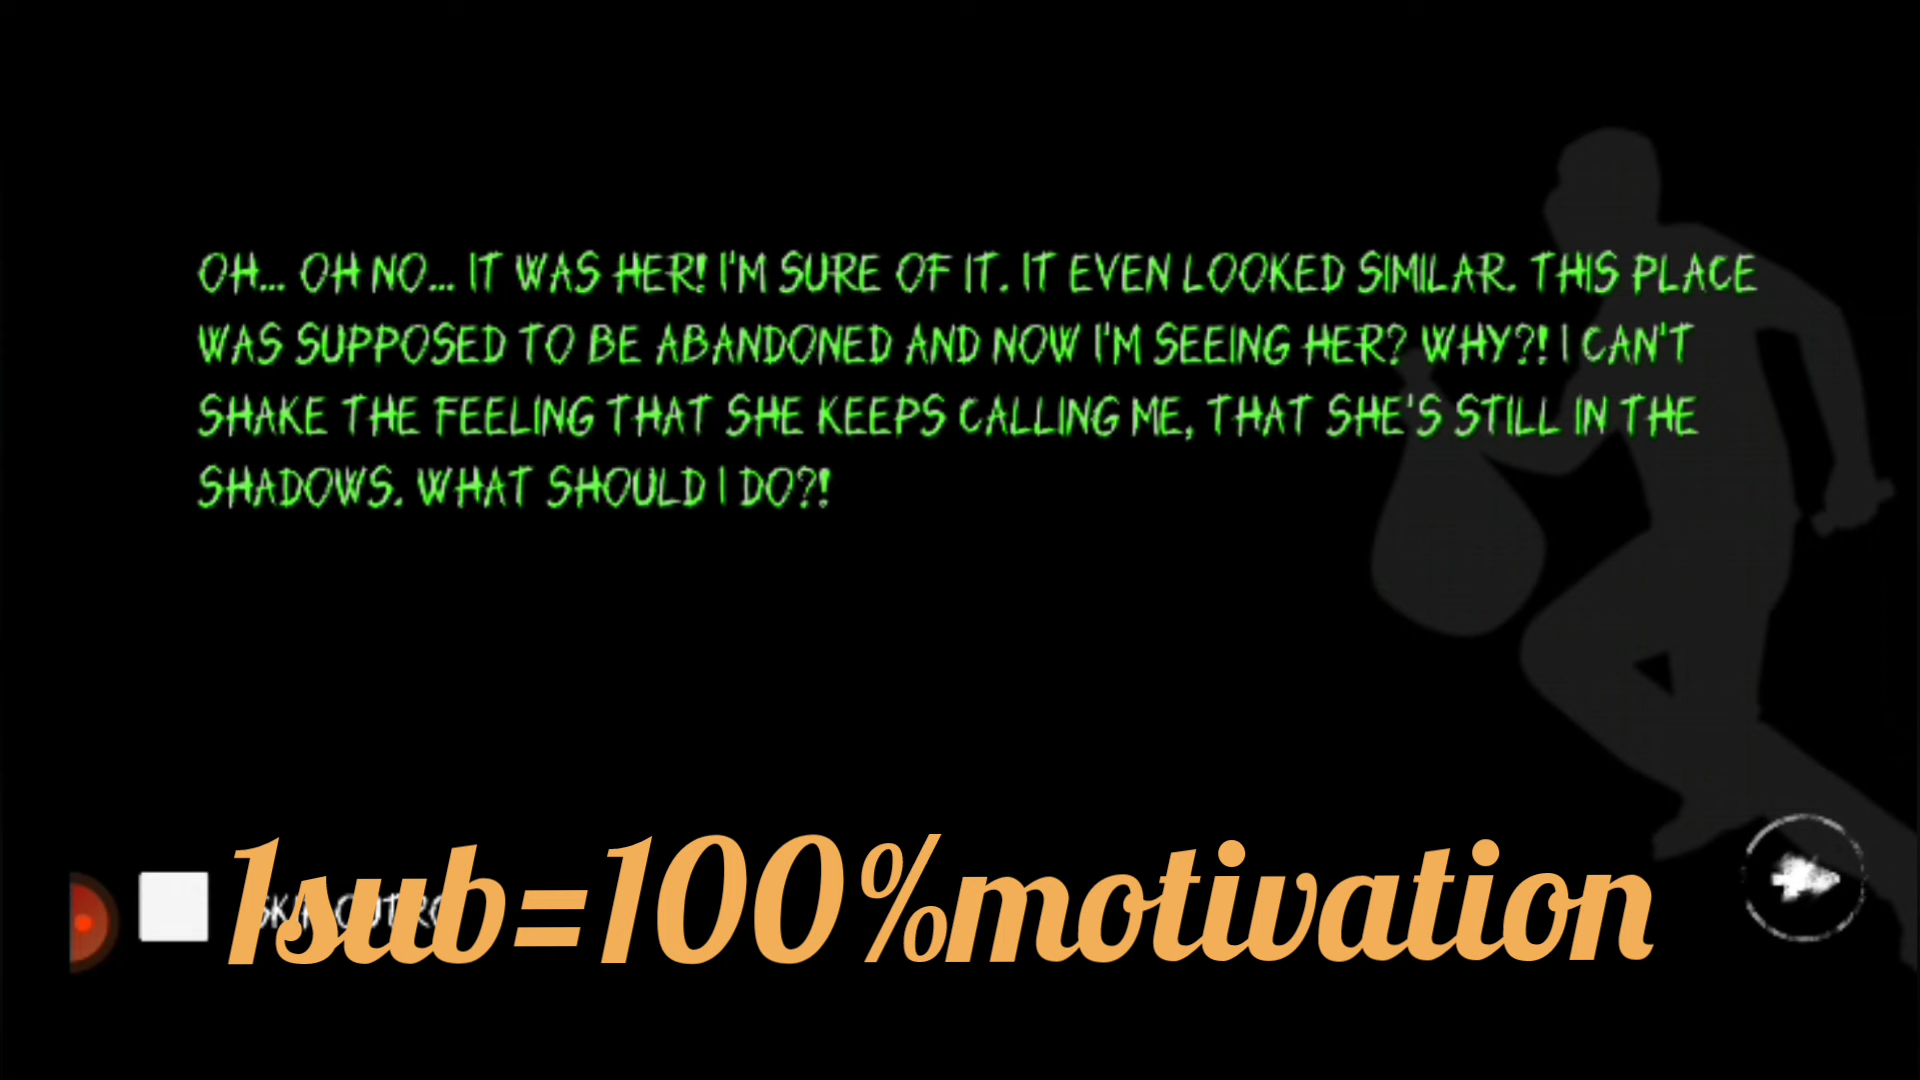 OH... OH NO... IT WAS HER! I'M SURE OF IT. IT EVEN LOOKED SIMILAR. THIS PLACE
WAS SUPPOSED TO BE ABANDONED AND NOW I'M SEEING HER? WHY?! I CAN'T
SHAKE THE FEELING THAT SHE KEEPS CALLING ME, THAT SHE'S STILL IN THE
SHADOWS. WHAT SHOULD I DO?!
1sub=100%motivation